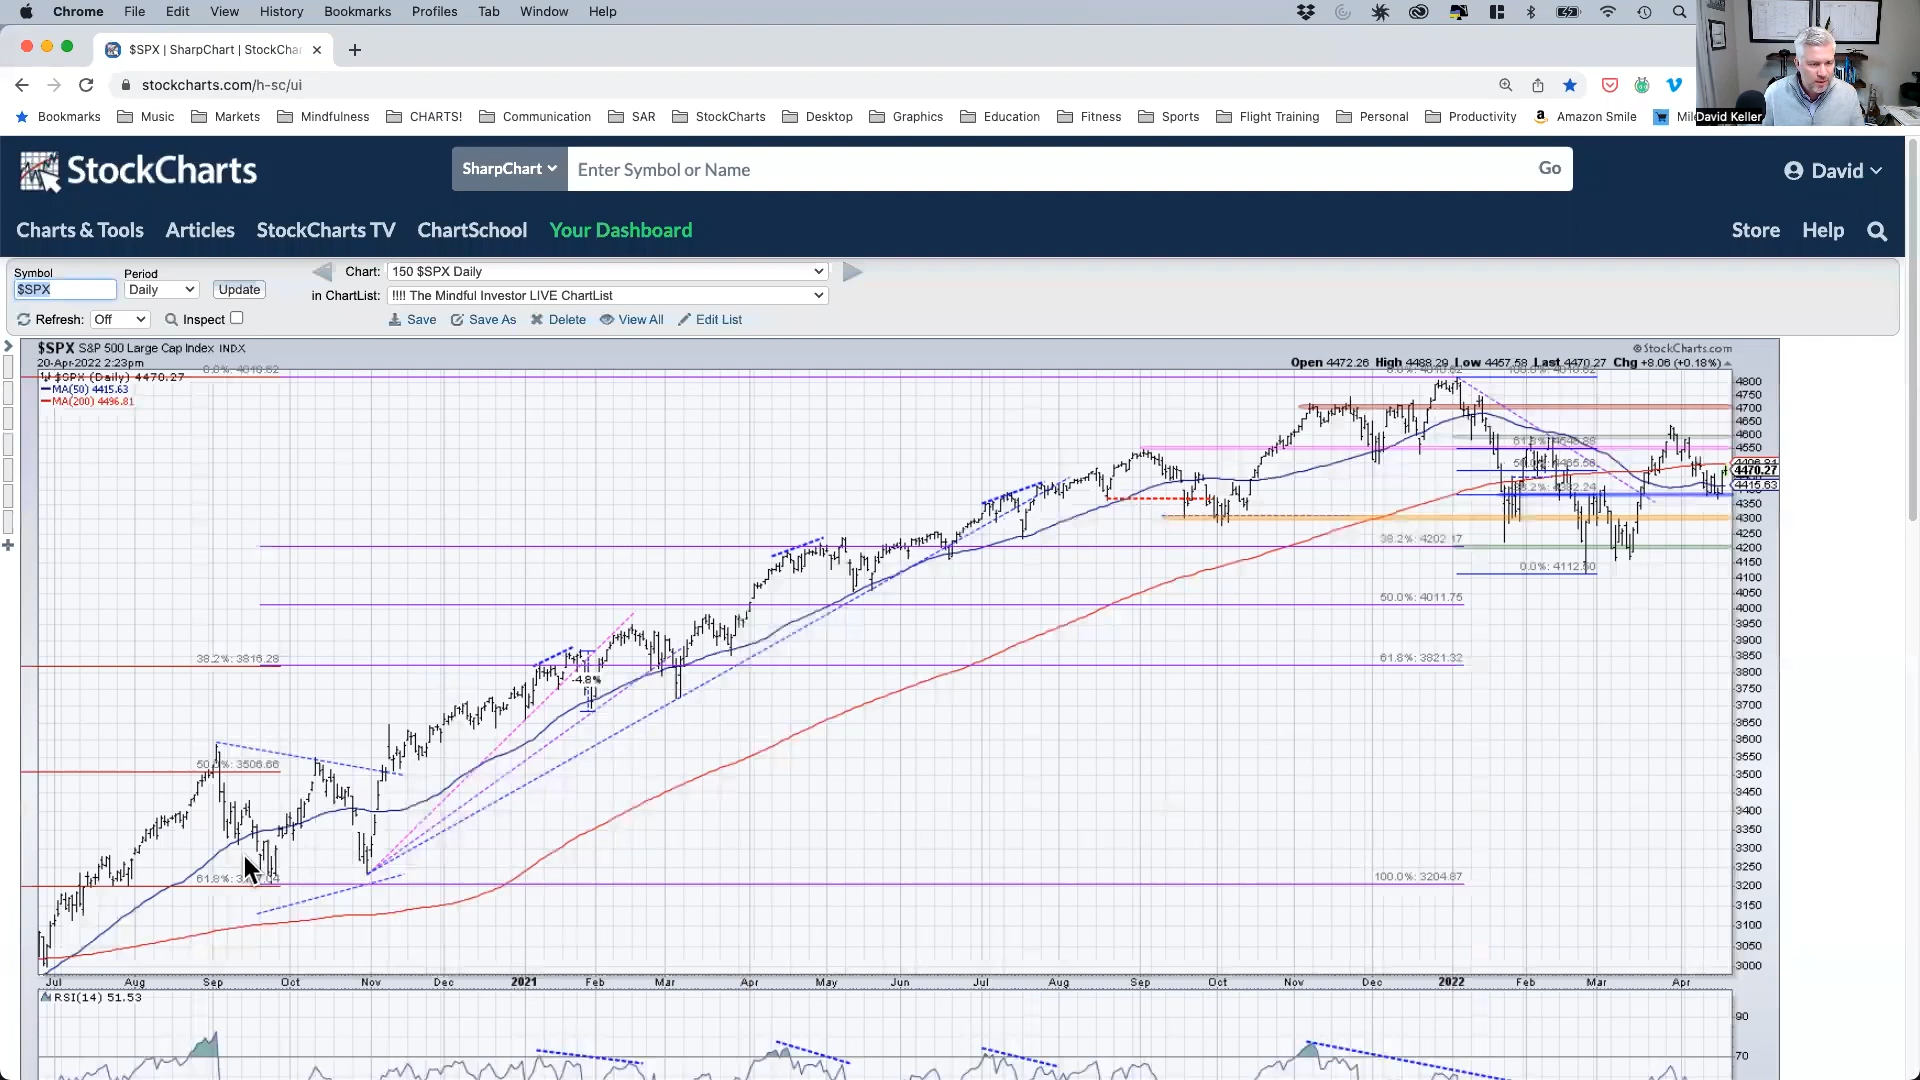 Chrome File Edit View History Bookmarks Profiles Tab Window Help
$SPX | SharpChart | StockChar
stockcharts.com/h-sc/ui
Bookmarks Music Markets Mindfulness CHARTS! Communication SAR StockCharts Desktop Graphics Education Fitness Sports Flight Training Personal Productivity Amazon Smile
David Keller
StockCharts
SharpChart Enter Symbol or Name Go
David
Charts & Tools Articles StockCharts TV ChartSchool Your Dashboard
Store Help
Symbol Period
$SPX Daily Update
Chart: 150 $SPX Daily
in ChartList: !!!! The Mindful Investor LIVE ChartList
Refresh: Off Inspect
Save Save As Delete View All Edit List
$SPX S&P 500 Large Cap Index INDX
© StockCharts.com
20-Apr-2022 2:23pm
Open 4472.26 High 4488.29 Low 4457.58 Last 4470.27 Chg +8.06 (+0.18%)
$SPX (Daily) 4470.27
MA(50) 4415.63
MA(200) 4496.81
4800
4750
4700
4650
4600
4550
4470.27
4415.63
4350
4300
4250
4200
4150
4100
4050
4000
3950
3900
3850
3800
3750
3700
3650
3600
3550
3500
3450
3400
3350
3300
3250
3200
3150
3100
3050
3000
38.2%: 4202.17
0.0%: 4112.60
50.0%: 4011.75
38.2%: 3816.28
61.8%: 3821.32
-4.8%
50.0%: 3506.66
61.8%:
100.0%: 3204.87
Jul Aug Sep Oct Nov Dec 2021 Feb Mar Apr May Jun Jul Aug Sep Oct Nov Dec 2022 Feb Mar Apr
RSI(14) 51.53
90
70